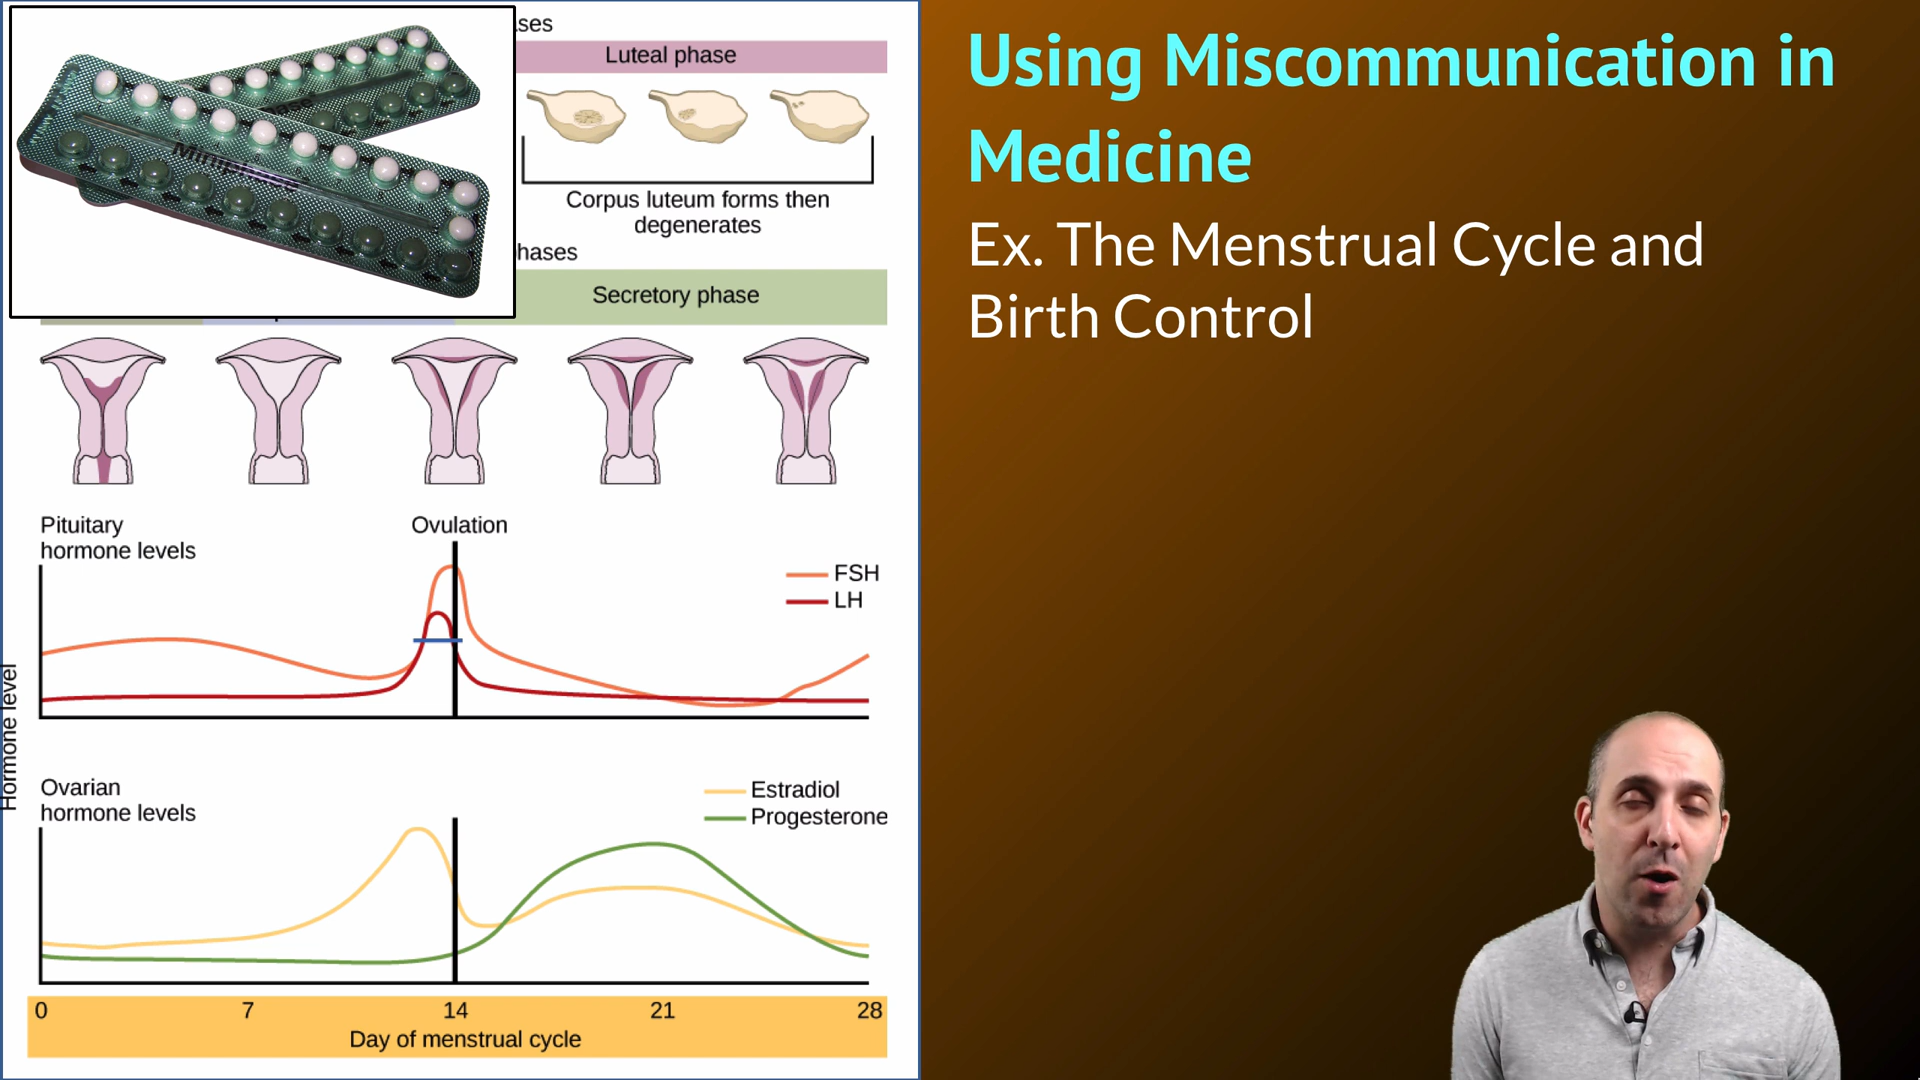 ases
Luteal phase
Corpus luteum forms then
degenerates
hases
Secretory phase
Miniphase
Pituitary
hormone levels
Ovulation
FSH
LH
Hormone level
Ovarian
hormone levels
Estradiol
Progesterone
0 7 14 21 28
Day of menstrual cycle
Using Miscommunication in
Medicine
Ex. The Menstrual Cycle and
Birth Control